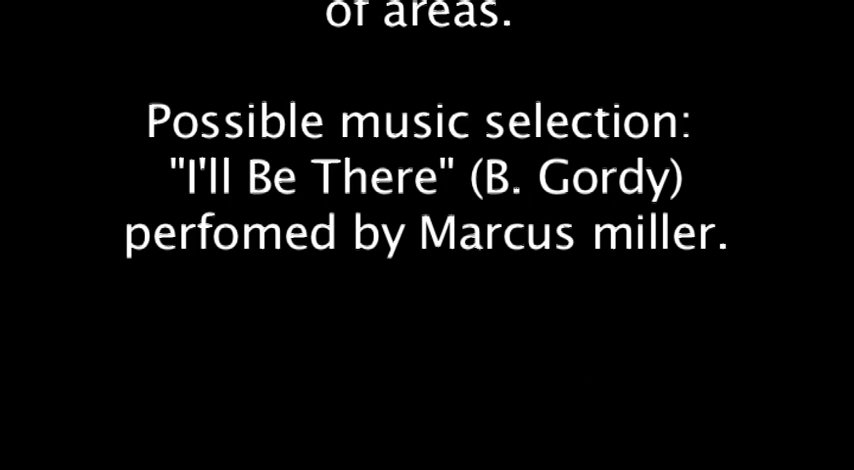 of areas.
Possible music selection:
"I'll Be There" (B. Gordy)
perfomed by Marcus miller.